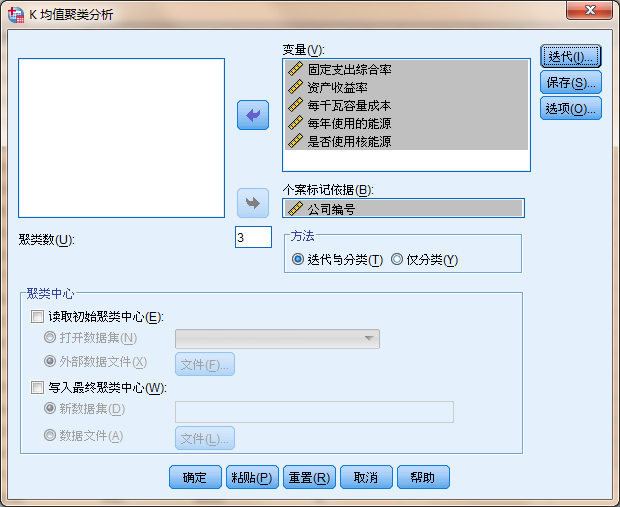 K 均值聚类分析
变量(V):
固定支出综合率
资产收益率
每千瓦容量成本
每年使用的能源
是否使用核能源
迭代(I)...
保存(S)...
选项(O)...
个案标记依据(B):
公司编号
聚类数(U):
3
方法
迭代与分类(T)
仅分类(Y)
聚类中心
读取初始聚类中心(E):
打开数据集(N)
外部数据文件(X)
文件(F)...
写入最终聚类中心(W):
新数据集(D)
数据文件(A)
文件(L)...
确定 粘贴(P) 重置(R) 取消 帮助